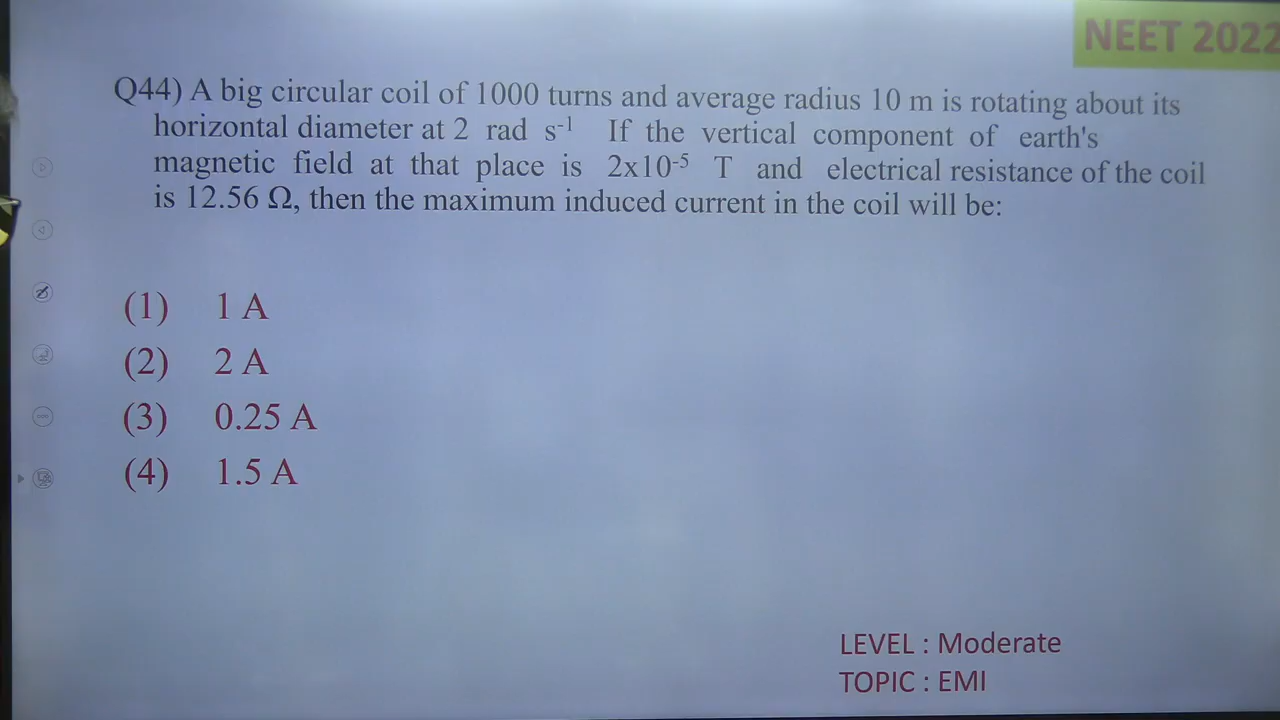 NEET 2022
Q44) A big circular coil of 1000 turns and average radius 10 m is rotating about its
horizontal diameter at 2 rad s⁻¹ If the vertical component of earth's
magnetic field at that place is 2x10⁻⁵ T and electrical resistance of the coil
is 12.56 Ω, then the maximum induced current in the coil will be:
(1) 1 A
(2) 2 A
(3) 0.25 A
(4) 1.5 A
LEVEL : Moderate
TOPIC : EMI